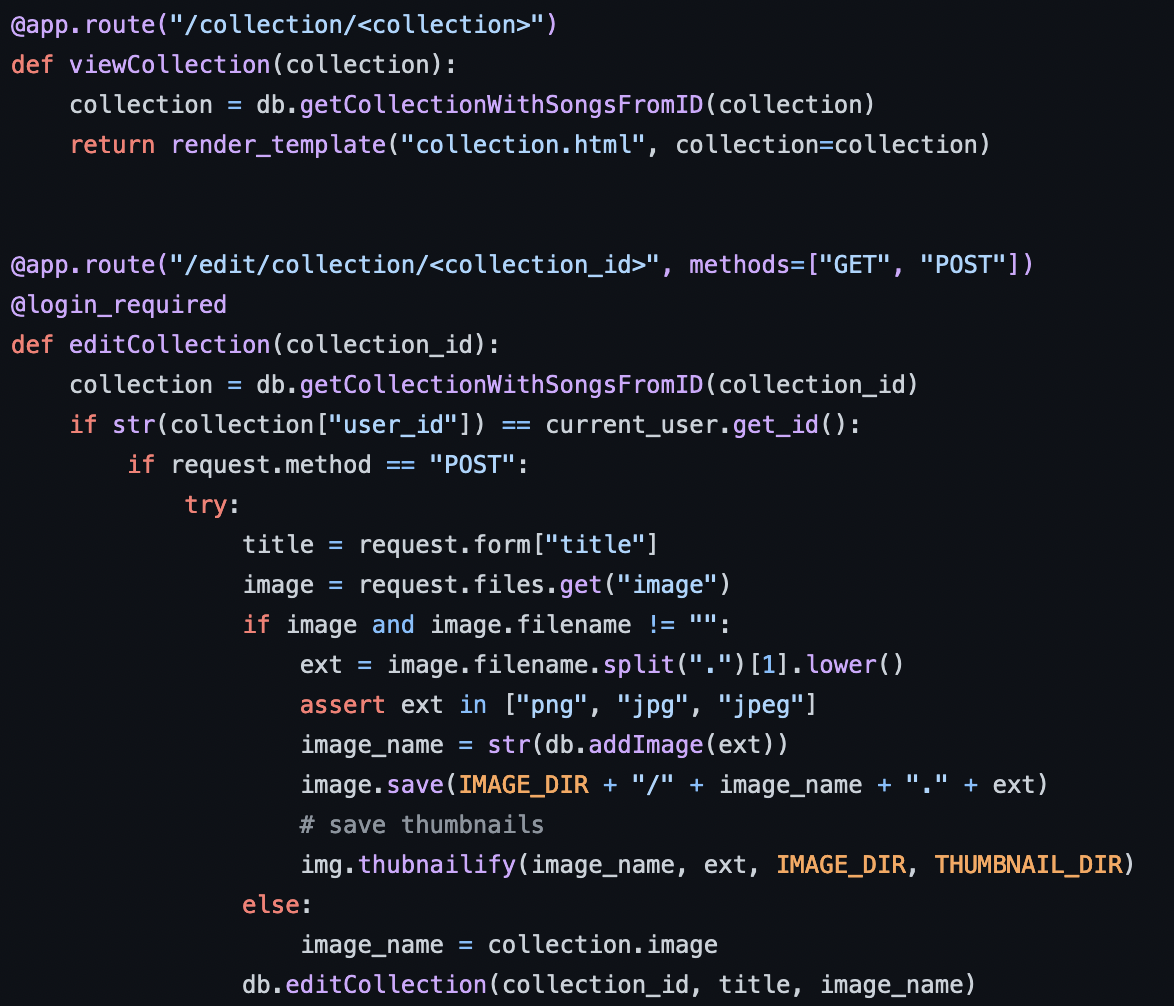 @app.route("/collection/<collection>")
def viewCollection(collection):
    collection = db.getCollectionWithSongsFromID(collection)
    return render_template("collection.html", collection=collection)

@app.route("/edit/collection/<collection_id>", methods=["GET", "POST"])
@login_required
def editCollection(collection_id):
    collection = db.getCollectionWithSongsFromID(collection_id)
    if str(collection["user_id"]) == current_user.get_id():
        if request.method == "POST":
            try:
                title = request.form["title"]
                image = request.files.get("image")
                if image and image.filename != "":
                    ext = image.filename.split(".")[1].lower()
                    assert ext in ["png", "jpg", "jpeg"]
                    image_name = str(db.addImage(ext))
                    image.save(IMAGE_DIR + "/" + image_name + "." + ext)
                    # save thumbnails
                    img.thubnailify(image_name, ext, IMAGE_DIR, THUMBNAIL_DIR)
                else:
                    image_name = collection.image
                db.editCollection(collection_id, title, image_name)